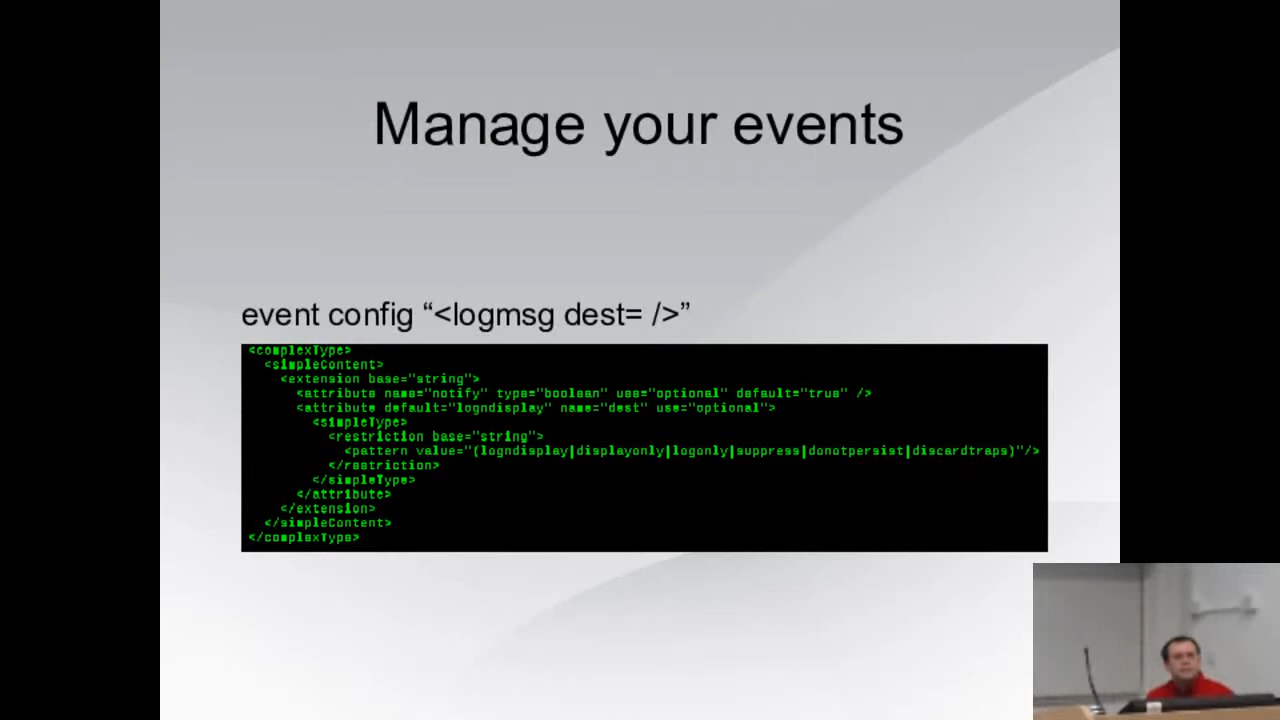 Manage your events
event config “<logmsg dest= />”
<complexType>
<simpleContent>
<extension base="string">
<attribute name="notify" type="boolean" use="optional" default="true" />
<attribute default="logndisplay" name="dest" use="optional">
<simpleType>
<restriction base="string">
<pattern value="(logndisplay|displayonly|logonly|suppress|donotpersist|discardtraps)"/>
</restriction>
</simpleType>
</attribute>
</extension>
</simpleContent>
</complexType>